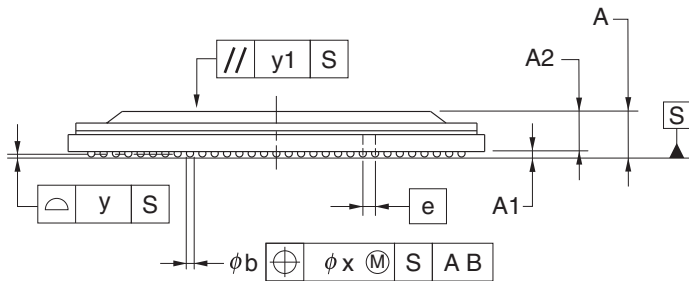 A
// y1 S
A2
S
⌓ y S
e
A1
φb ⌖ φx Ⓜ S A B